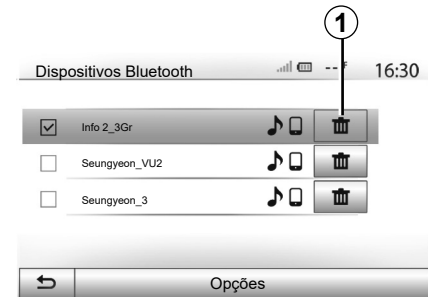 1
Dispositivos Bluetooth --°F 16:30
Info 2_3Gr
Seungyeon_VU2
Seungyeon_3
Opções